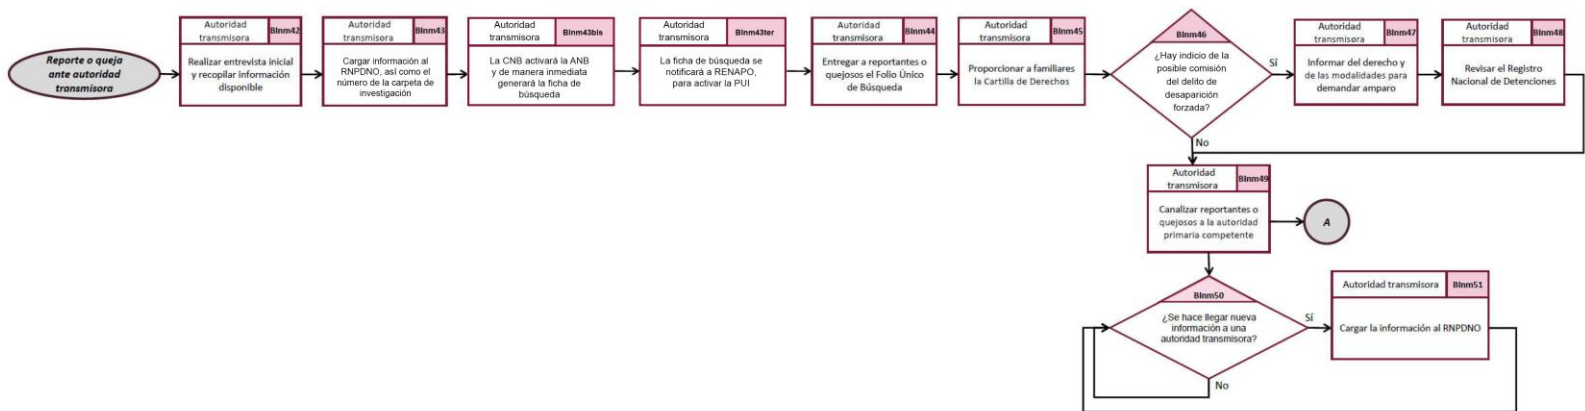 Reporte o queja
ante autoridad
transmisora
Autoridad
transmisora
BInm42
Realizar entrevista inicial
y recopilar información
disponible
Autoridad
transmisora
BInm43
Cargar información al
RNPDNO, así como el
número de la carpeta de
investigación
Autoridad
transmisora
BInm43bis
La CNB activará la ANB
y de manera inmediata
generará la ficha de
búsqueda
Autoridad
transmisora
BInm43ter
La ficha de búsqueda se
notificará a RENAPO,
para activar la PUI
Autoridad
transmisora
BInm44
Entregar a reportantes o
quejosos el Folio Único
de Búsqueda
Autoridad
transmisora
BInm45
Proporcionar a familiares
la Cartilla de Derechos
BInm46
¿Hay indicio de la
posible comisión
del delito de
desaparición
forzada?
Sí
No
Autoridad
transmisora
BInm47
Informar del derecho y
de las modalidades para
demandar amparo
Autoridad
transmisora
BInm48
Revisar el Registro
Nacional de Detenciones
Autoridad
transmisora
BInm49
Canalizar reportantes o
quejosos a la autoridad
primaria competente
A
BInm50
¿Se hace llegar nueva
información a una
autoridad transmisora?
Sí
No
Autoridad transmisora
BInm51
Cargar la información al RNPDNO